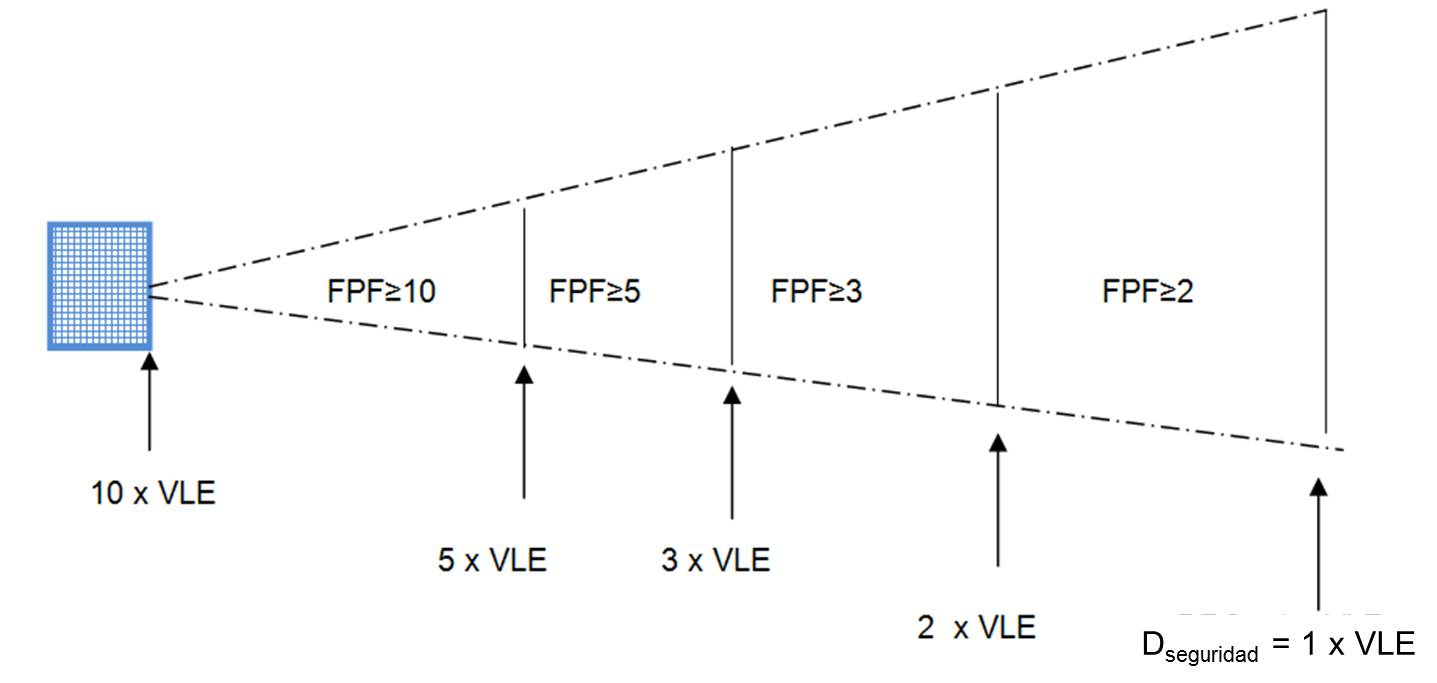 FPF≥10
FPF≥5
FPF≥3
FPF≥2
10 x VLE
5 x VLE
3 x VLE
2 x VLE
Dseguridad = 1 x VLE